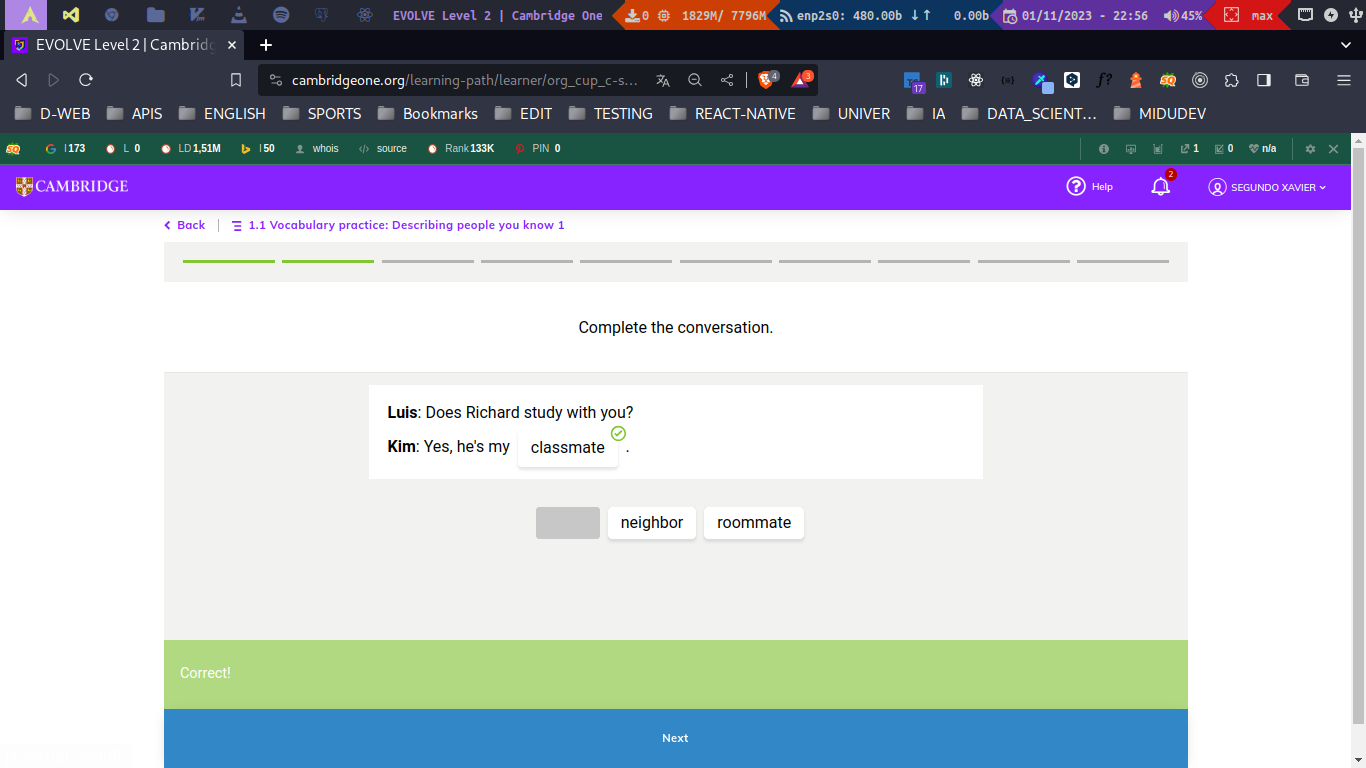 EVOLVE Level 2 | Cambridge One 0 1829M/ 7796M enp2s0: 480.00b ↓↑ 0.00b 01/11/2023 - 22:56 45% max
EVOLVE Level 2 | Cambridg
cambridgeone.org/learning-path/learner/org_cup_c-s... 4 3 17
D-WEB APIS ENGLISH SPORTS Bookmarks EDIT TESTING REACT-NATIVE UNIVER IA DATA_SCIENT... MIDUDEV
I 173 L 0 LD 1,51M I 50 whois source Rank 133K PIN 0 1 0 n/a
CAMBRIDGE Help 2 SEGUNDO XAVIER
Back 1.1 Vocabulary practice: Describing people you know 1
Complete the conversation.
Luis: Does Richard study with you?
Kim: Yes, he's my classmate .
neighbor roommate
Correct!
Next